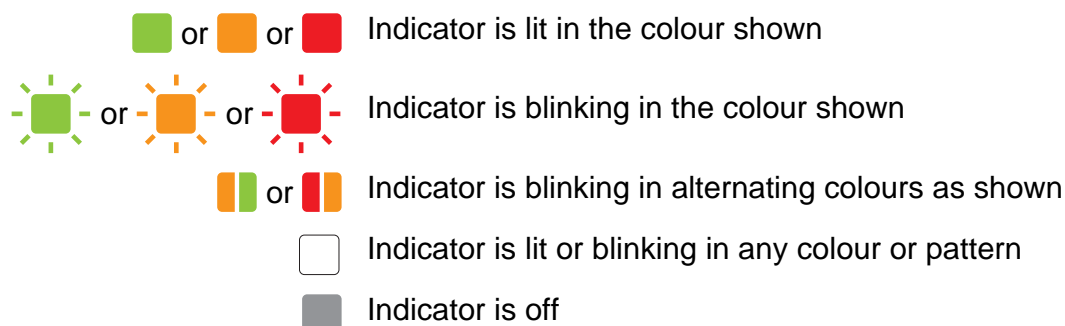 or or Indicator is lit in the colour shown
or or Indicator is blinking in the colour shown
or Indicator is blinking in alternating colours as shown
Indicator is lit or blinking in any colour or pattern
Indicator is off